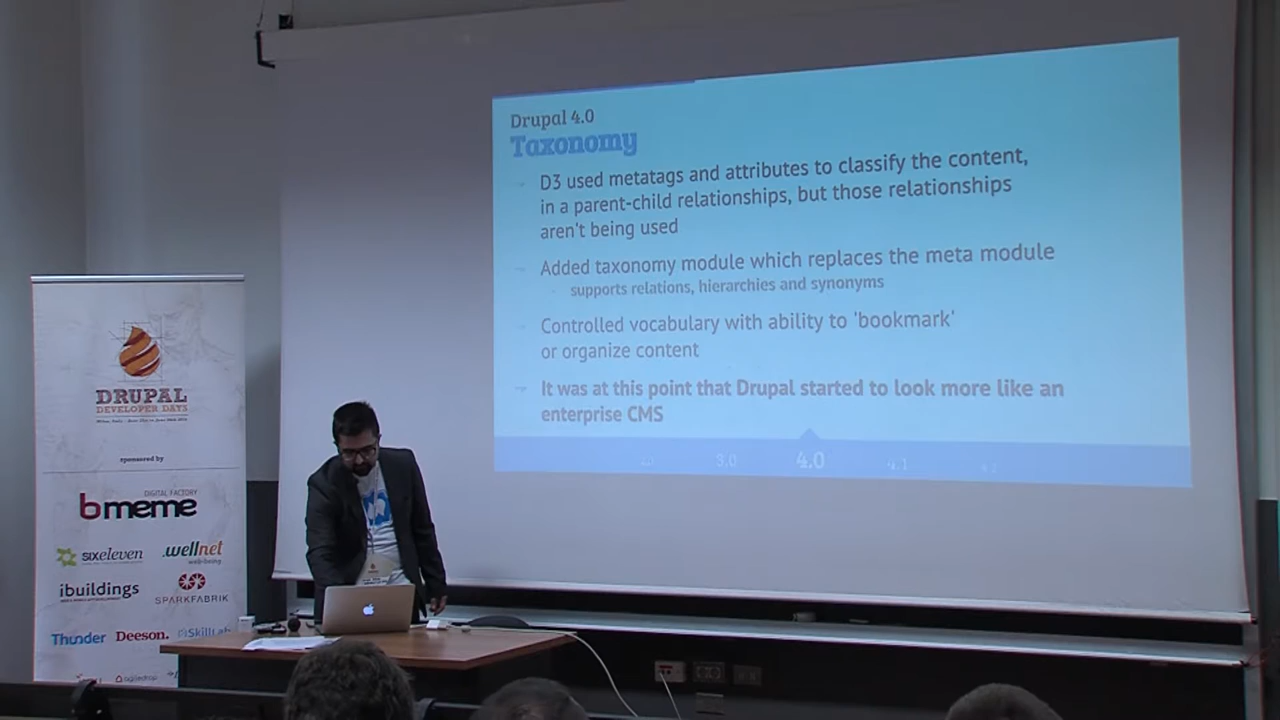 Drupal 4.0
Taxonomy
D3 used metatags and attributes to classify the content,
in a parent-child relationships, but those relationships
aren't being used
Added taxonomy module which replaces the meta module
supports relations, hierarchies and synonyms
Controlled vocabulary with ability to 'bookmark'
or organize content
It was at this point that Drupal started to look more like an
enterprise CMS
3.0
4.0
4.1
DRUPAL
DEVELOPER DAYS
sponsored by
DIGITAL FACTORY
bmeme
sixeleven
.wellnet
web-being
ibuildings
SPARKFABRIK
Thunder
Deeson.